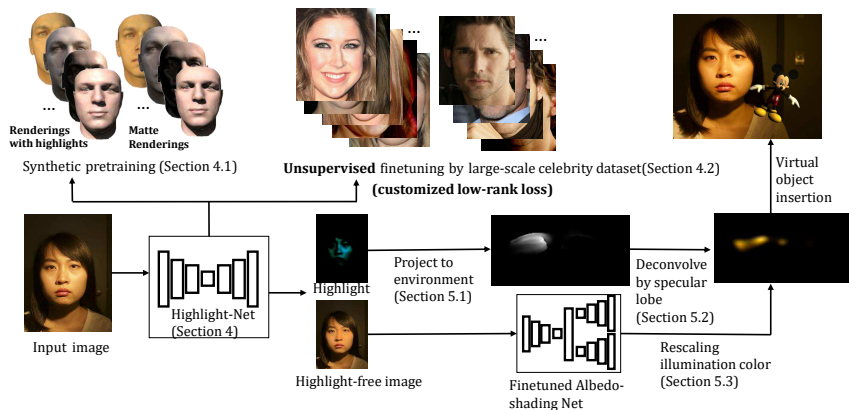 ...
...
...
...
Renderings
with highlights
Matte
Renderings
Synthetic pretraining (Section 4.1)
Unsupervised finetuning by large-scale celebrity dataset(Section 4.2)
(customized low-rank loss)
Virtual
object
insertion
Input image
Highlight-Net
(Section 4)
Highlight
Highlight-free image
Project to
environment
(Section 5.1)
Deconvolve
by specular
lobe
(Section 5.2)
Finetuned Albedo-
shading Net
Rescaling
illumination color
(Section 5.3)